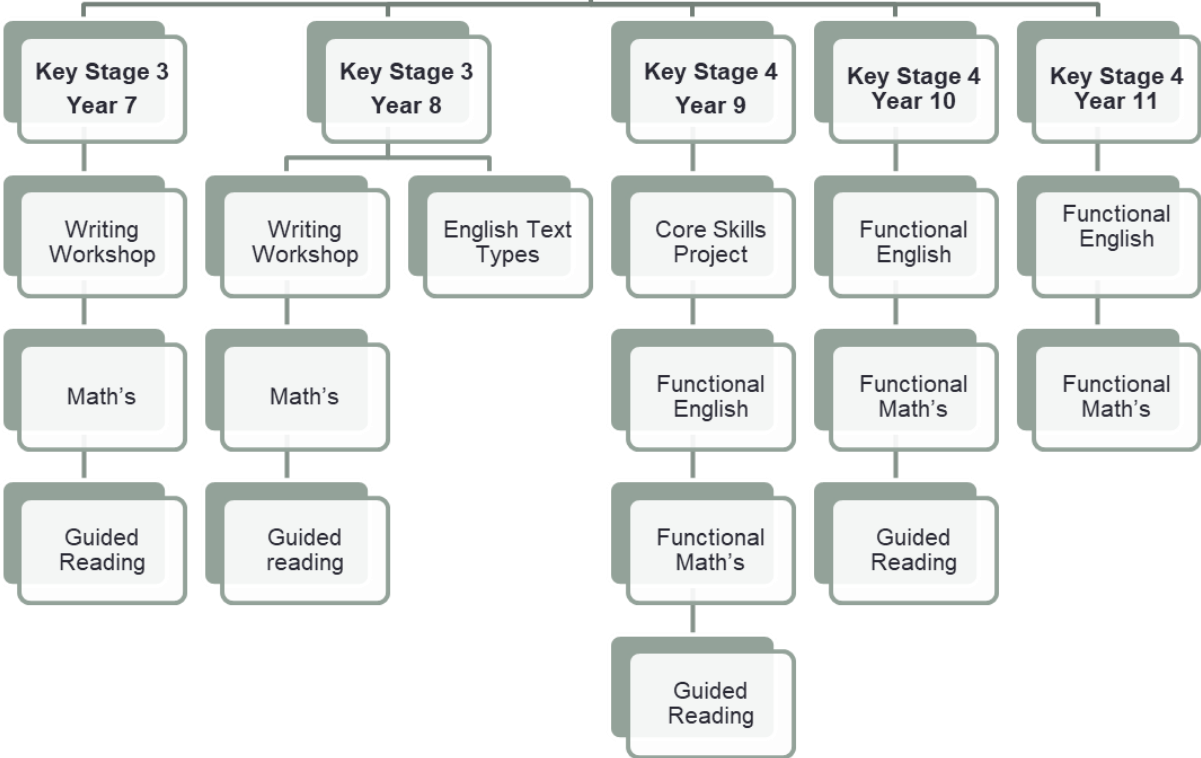 Key Stage 3
Year 7
Key Stage 3
Year 8
Key Stage 4
Year 9
Key Stage 4
Year 10
Key Stage 4
Year 11
Writing
Workshop
Writing
Workshop
English Text
Types
Core Skills
Project
Functional
English
Functional
English
Math’s
Math’s
Functional
English
Functional
Math’s
Functional
Math’s
Guided
Reading
Guided
reading
Functional
Math’s
Guided
Reading
Guided
Reading